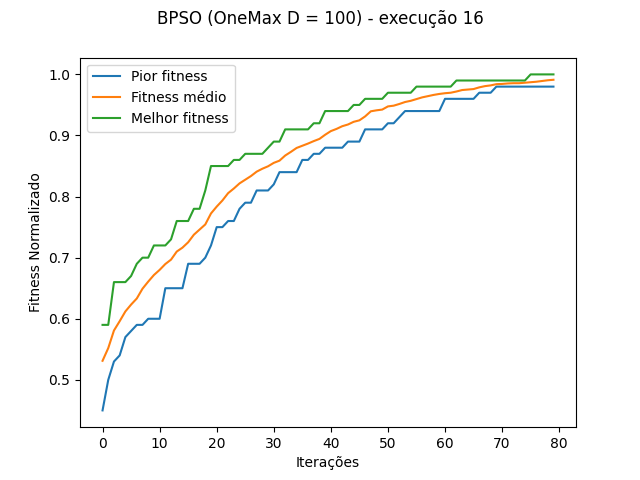 BPSO (OneMax D = 100) - execução 16
Pior fitness
Fitness médio
Melhor fitness
Fitness Normalizado
1.0
0.9
0.8
0.7
0.6
0.5
0 10 20 30 40 50 60 70 80
Iterações